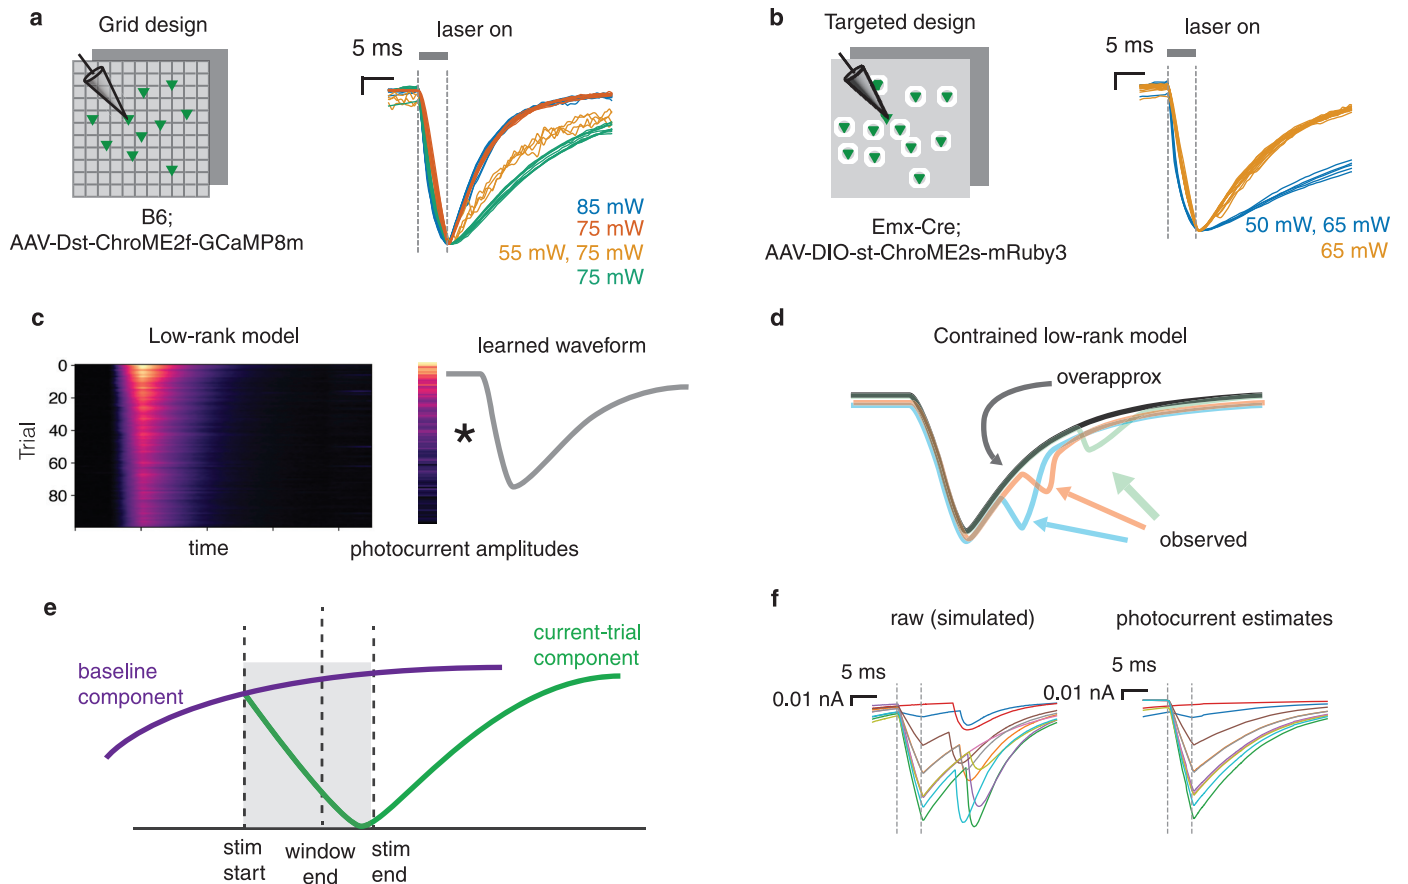 a
Grid design
5 ms
laser on
B6;
AAV-Dst-ChroME2f-GCaMP8m
85 mW
75 mW
55 mW, 75 mW
75 mW
b
Targeted design
5 ms
laser on
Emx-Cre;
AAV-DIO-st-ChroME2s-mRuby3
50 mW, 65 mW
65 mW
c
Low-rank model
learned waveform
0
20
40
60
80
Trial
*
time
photocurrent amplitudes
d
Contrained low-rank model
overapprox
observed
e
baseline
component
current-trial
component
stim
start
window
end
stim
end
f
raw (simulated)
photocurrent estimates
5 ms
0.01 nA
5 ms
0.01 nA